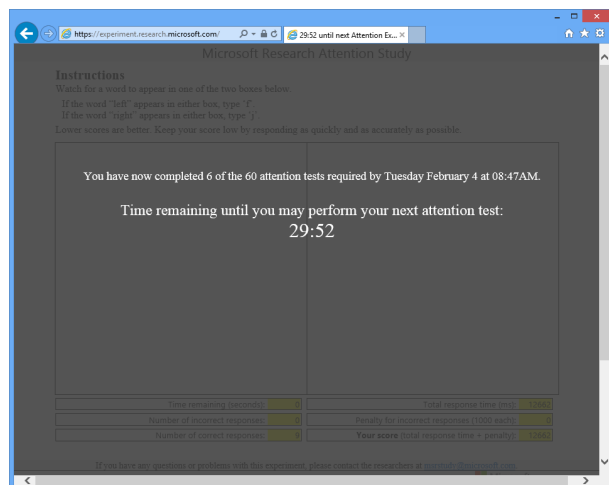 https://experiment.research.microsoft.com/
29:52 until next Attention Ex...
Microsoft Research Attention Study
Instructions
Watch for a word to appear in one of the two boxes below.
If the word "left" appears in either box, type 'f'.
If the word "right" appears in either box, type 'j'.
Lower scores are better. Keep your score low by responding as quickly and as accurately as possible.
You have now completed 6 of the 60 attention tests required by Tuesday February 4 at 08:47AM.
Time remaining until you may perform your next attention test:
29:52
Time remaining (seconds): 0 Total response time (ms): 12862
Number of incorrect responses: 0 Penalty for incorrect responses (1000 each): 0
Number of correct responses: 9 Your score (total response time + penalty): 12862
If you have any questions or problems with this experiment, please contact the researchers at